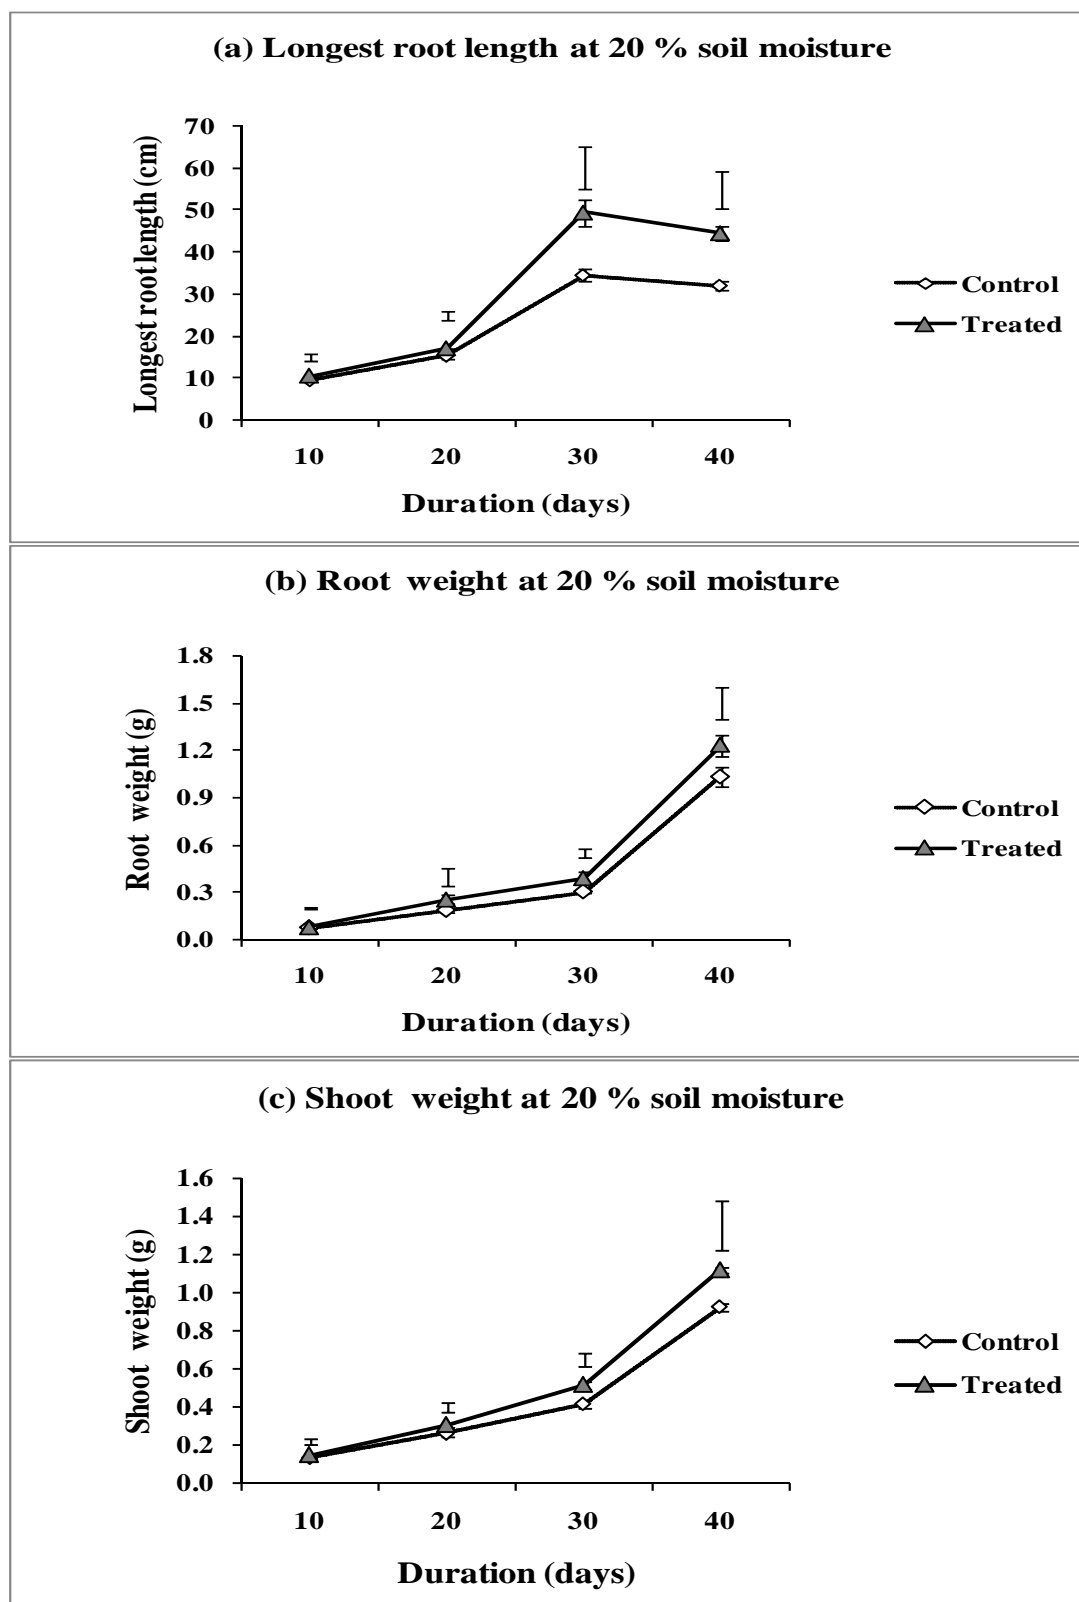 (a) Longest root length at 20 % soil moisture
Longest root length (cm)
70
60
50
40
30
20
10
0
10 20 30 40
Duration (days)
Control
Treated
(b) Root weight at 20 % soil moisture
Root weight (g)
1.8
1.5
1.2
0.9
0.6
0.3
0.0
10 20 30 40
Duration (days)
Control
Treated
(c) Shoot weight at 20 % soil moisture
Shoot weight (g)
1.6
1.4
1.2
1.0
0.8
0.6
0.4
0.2
0.0
10 20 30 40
Duration (days)
Control
Treated